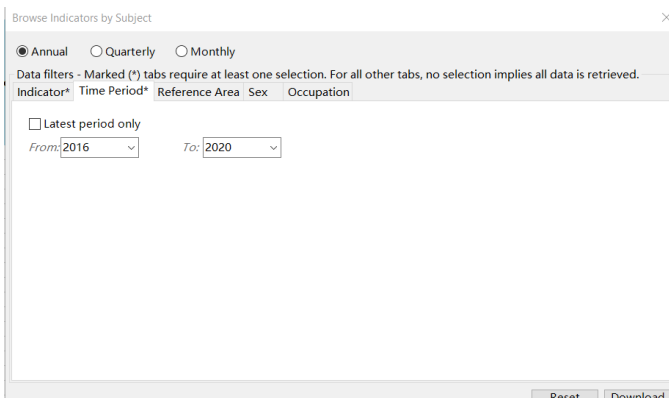 Browse Indicators by Subject
Annual Quarterly Monthly
Data filters - Marked (*) tabs require at least one selection. For all other tabs, no selection implies all data is retrieved.
Indicator* Time Period* Reference Area Sex Occupation
Latest period only
From: 2016 To: 2020
Reset Download